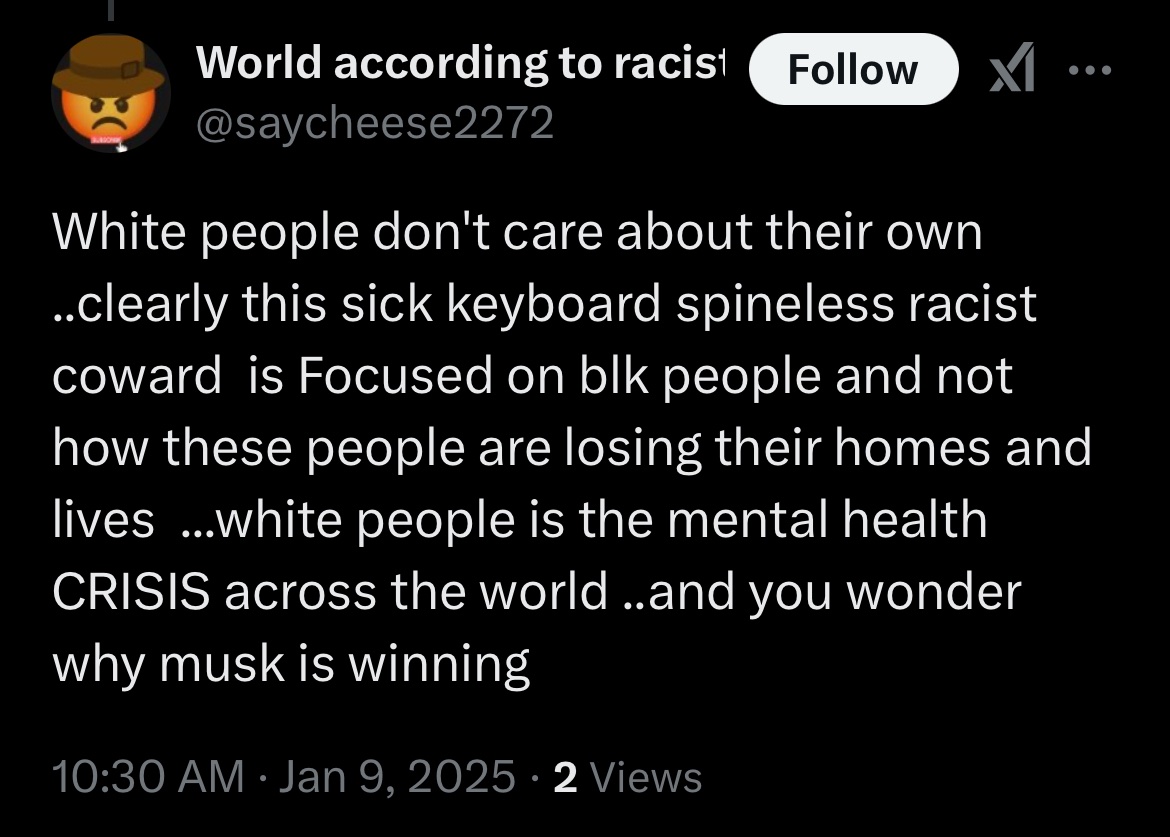 World according to racist
Follow
@saycheese2272
White people don't care about their own
..clearly this sick keyboard spineless racist
coward  is Focused on blk people and not
how these people are losing their homes and
lives  ...white people is the mental health
CRISIS across the world ..and you wonder
why musk is winning
10:30 AM · Jan 9, 2025 · 2 Views